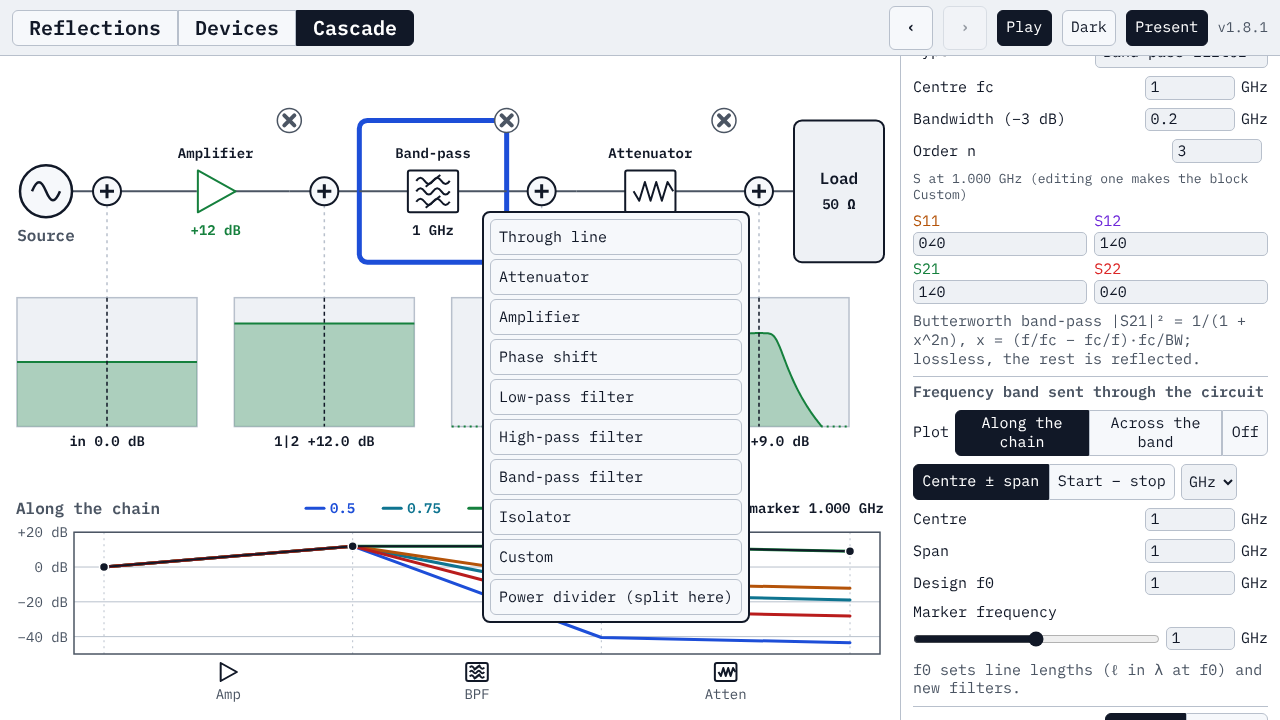 Reflections Devices Cascade
‹ › Play Dark Present v1.8.1
Centre fc 1 GHz
Bandwidth (−3 dB) 0.2 GHz
Order n 3
S at 1.000 GHz (editing one makes the block
Custom)
S11 S12
0∠0 1∠0
S21 S22
1∠0 0∠0
Butterworth band-pass |S21|² = 1/(1 +
x^2n), x = (f/fc − fc/f)·fc/BW;
lossless, the rest is reflected.
Frequency band sent through the circuit
Plot Along the chain Across the band Off
Centre ± span Start – stop GHz
Centre 1 GHz
Span 1 GHz
Design f0 1 GHz
Marker frequency
1 GHz
f0 sets line lengths (ℓ in λ at f0) and
new filters.
Amplifier Band-pass Attenuator
Source +12 dB 1 GHz
Load
50 Ω
Through line
Attenuator
Amplifier
Phase shift
Low-pass filter
High-pass filter
Band-pass filter
Isolator
Custom
Power divider (split here)
in 0.0 dB 1|2 +12.0 dB +9.0 dB
Along the chain 0.5 0.75 marker 1.000 GHz
+20 dB
0 dB
−20 dB
−40 dB
Amp BPF Atten